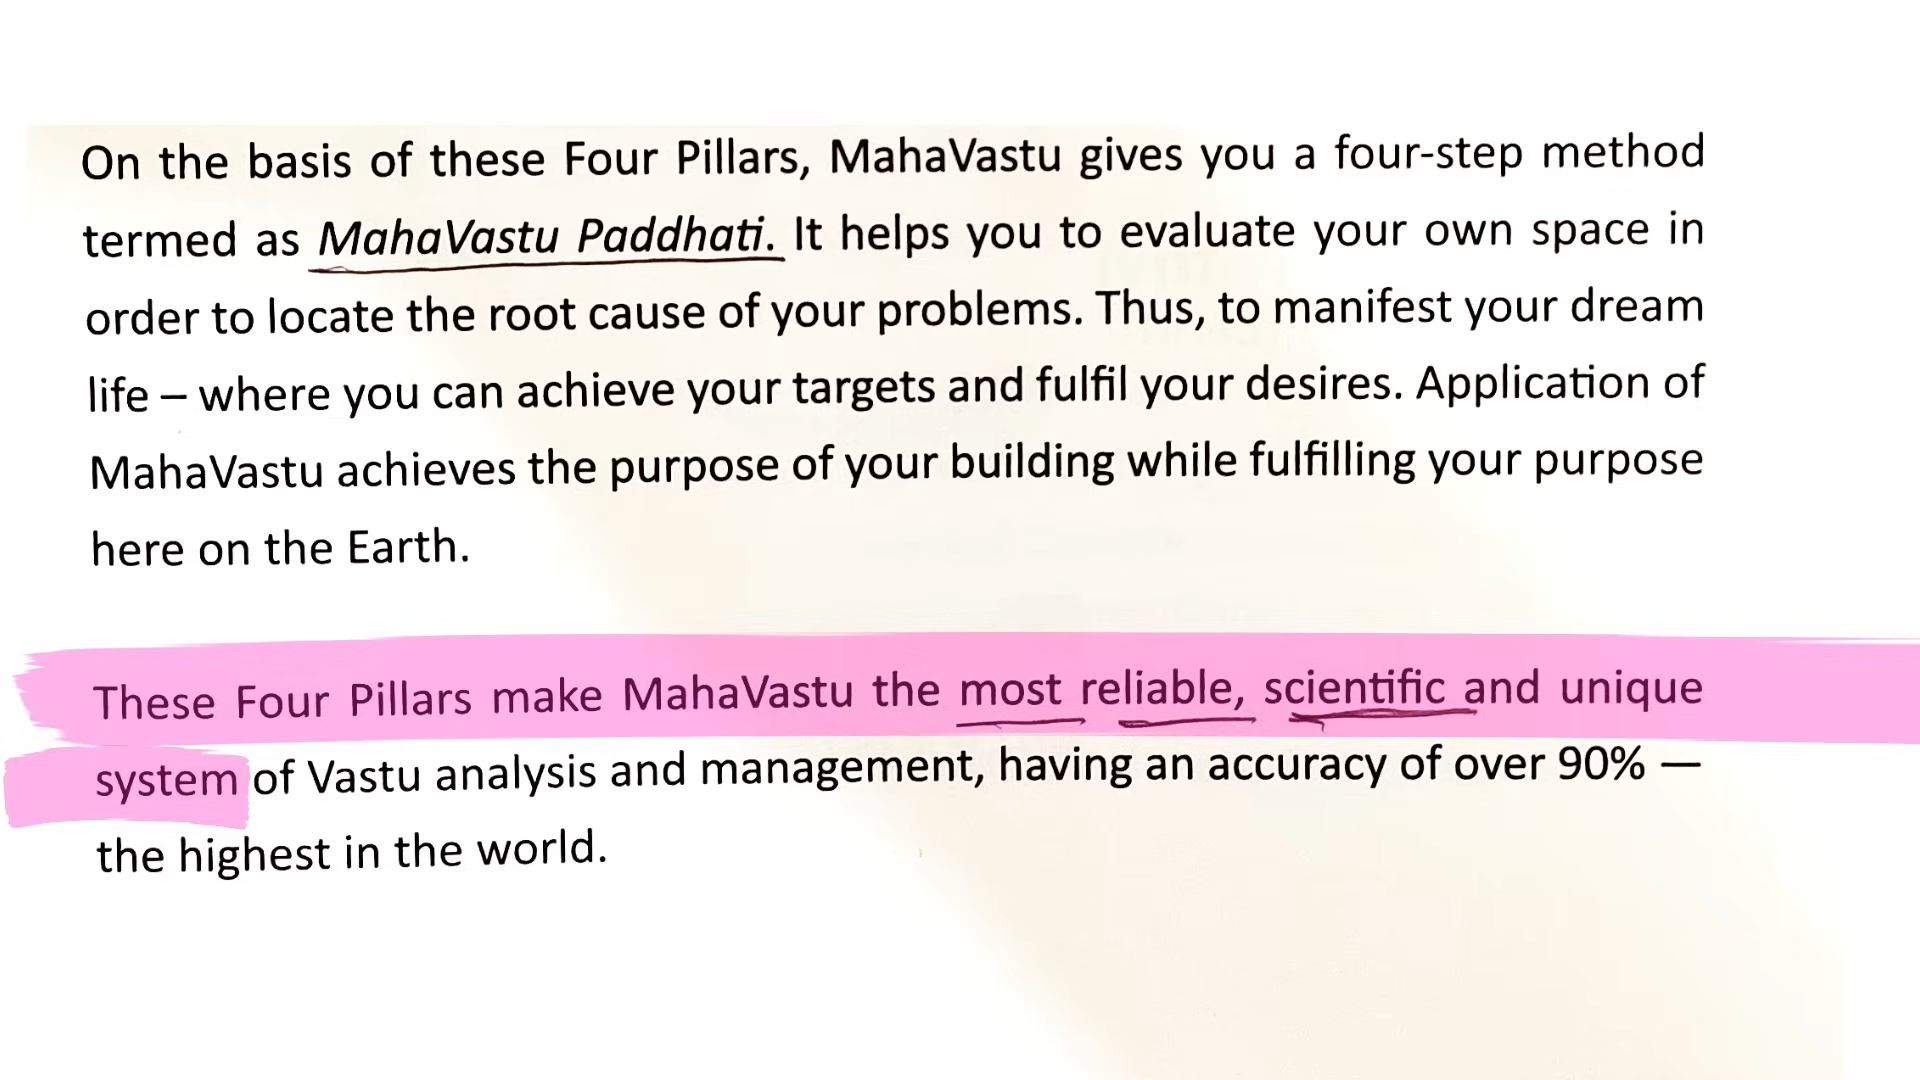 On the basis of these Four Pillars, MahaVastu gives you a four-step method
termed as MahaVastu Paddhati. It helps you to evaluate your own space in
order to locate the root cause of your problems. Thus, to manifest your dream
life – where you can achieve your targets and fulfil your desires. Application of
MahaVastu achieves the purpose of your building while fulfilling your purpose
here on the Earth.
These Four Pillars make MahaVastu the most reliable, scientific and unique
system of Vastu analysis and management, having an accuracy of over 90% —
the highest in the world.